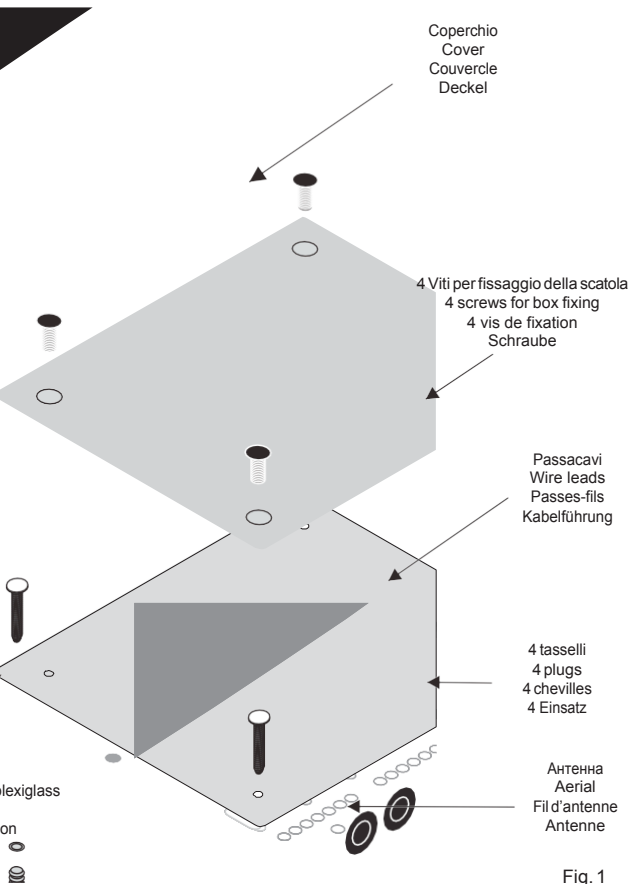 Coperchio
Cover
Couvercle
Deckel
4 Viti per fissaggio della scatola
4 screws for box fixing
4 vis de fixation
Schraube
Passacavi
Wire leads
Passes-fils
Kabelführung
4 tasselli
4 plugs
4 chevilles
4 Einsatz
Антенна
Aerial
Fil d'antenne
Antenne
Fig. 1